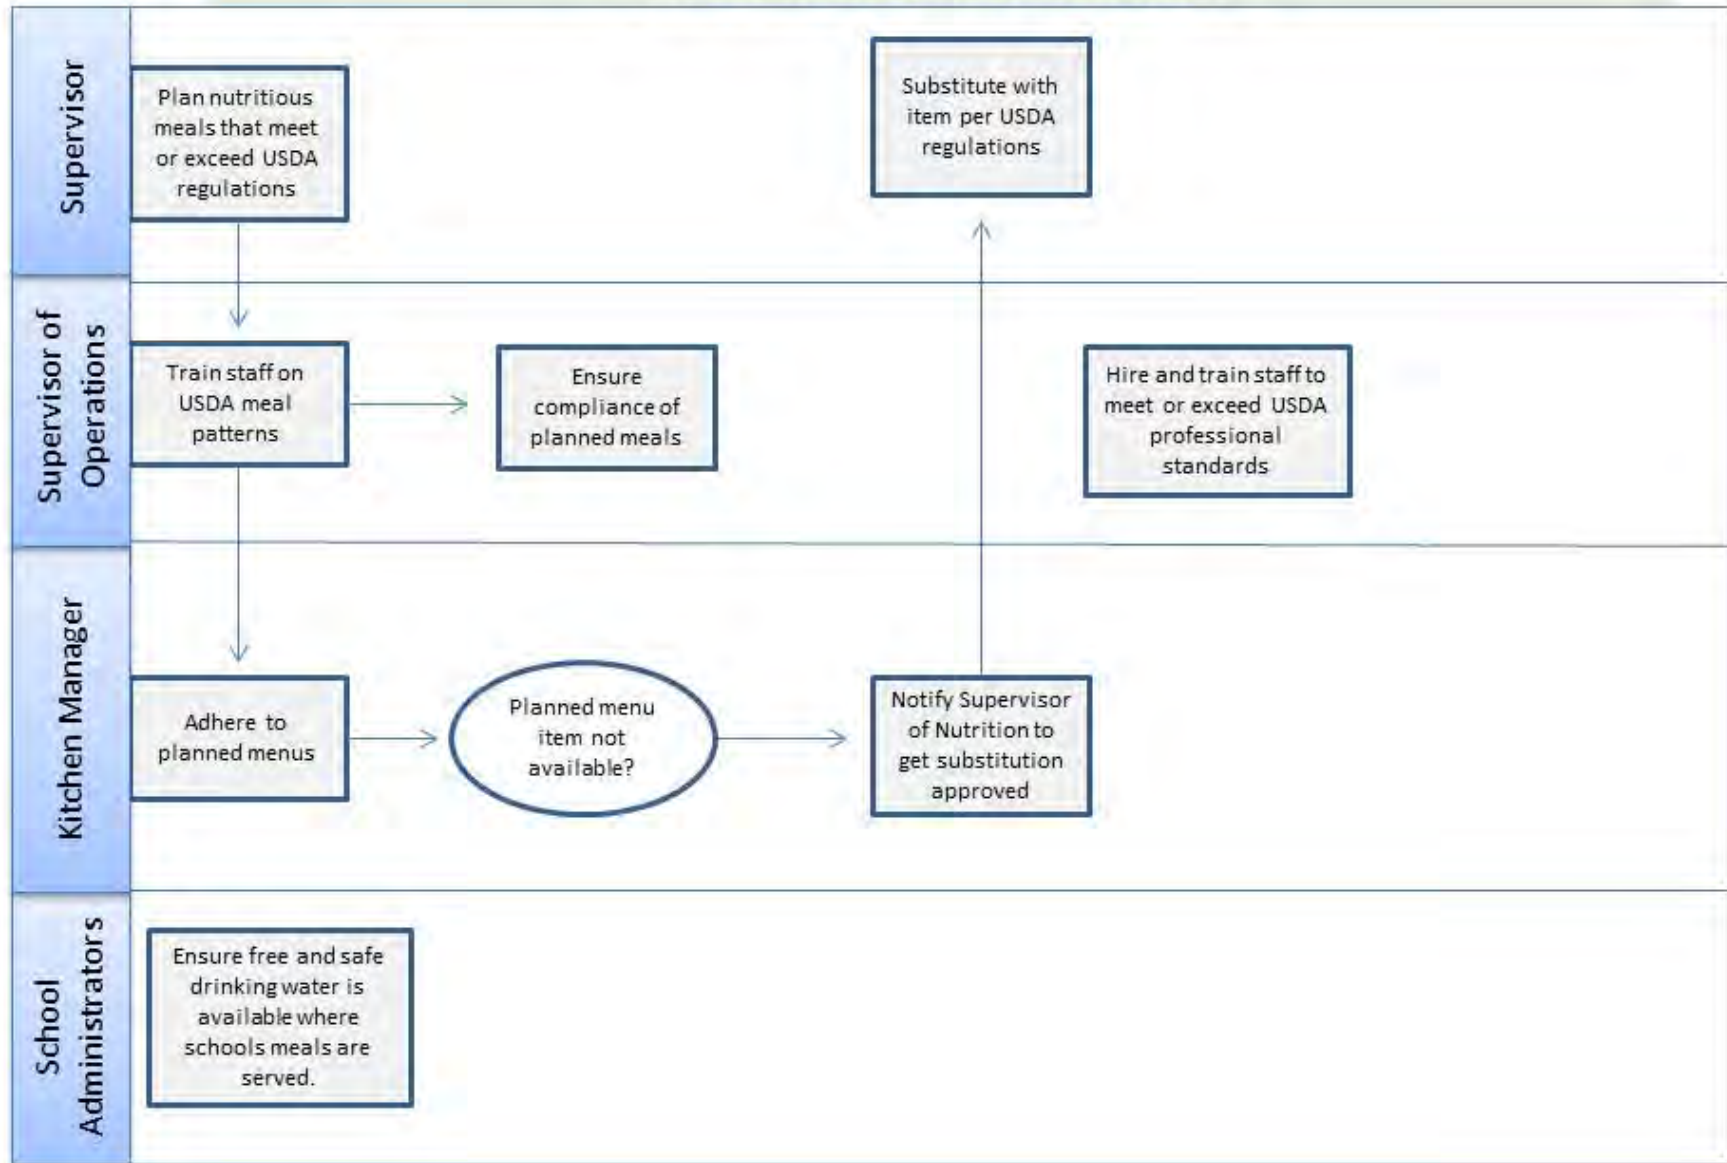 Supervisor
Plan nutritious
meals that meet
or exceed USDA
regulations
Substitute with
item per USDA
regulations
Supervisor of
Operations
Train staff on
USDA meal
patterns
Ensure
compliance of
planned meals
Hire and train staff to
meet or exceed USDA
professional
standards
Kitchen Manager
Adhere to
planned menus
Planned menu
item not
available?
Notify Supervisor
of Nutrition to
get substitution
approved
School
Administrators
Ensure free and safe
drinking water is
available where
schools meals are
served.